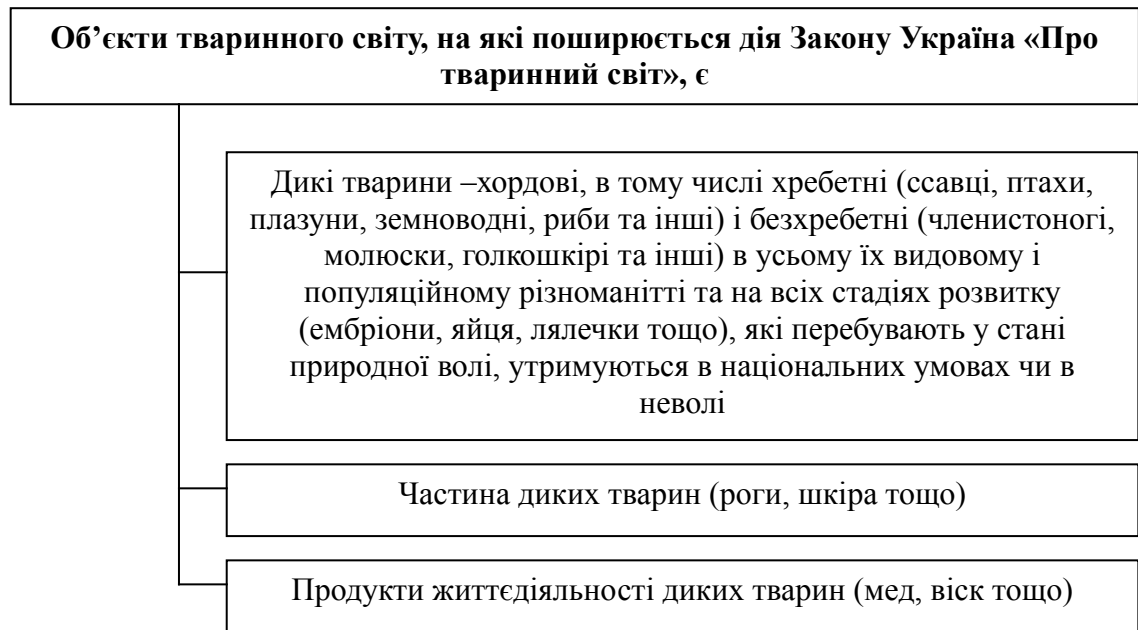 Об’єкти тваринного світу, на які поширюється дія Закону Україна «Про
тваринний світ», є
Дикі тварини –хордові, в тому числі хребетні (ссавці, птахи,
плазуни, земноводні, риби та інші) і безхребетні (членистоногі,
молюски, голкошкірі та інші) в усьому їх видовому і
популяційному різноманітті та на всіх стадіях розвитку
(ембріони, яйця, лялечки тощо), які перебувають у стані
природної волі, утримуються в національних умовах чи в
неволі
Частина диких тварин (роги, шкіра тощо)
Продукти життєдіяльності диких тварин (мед, віск тощо)